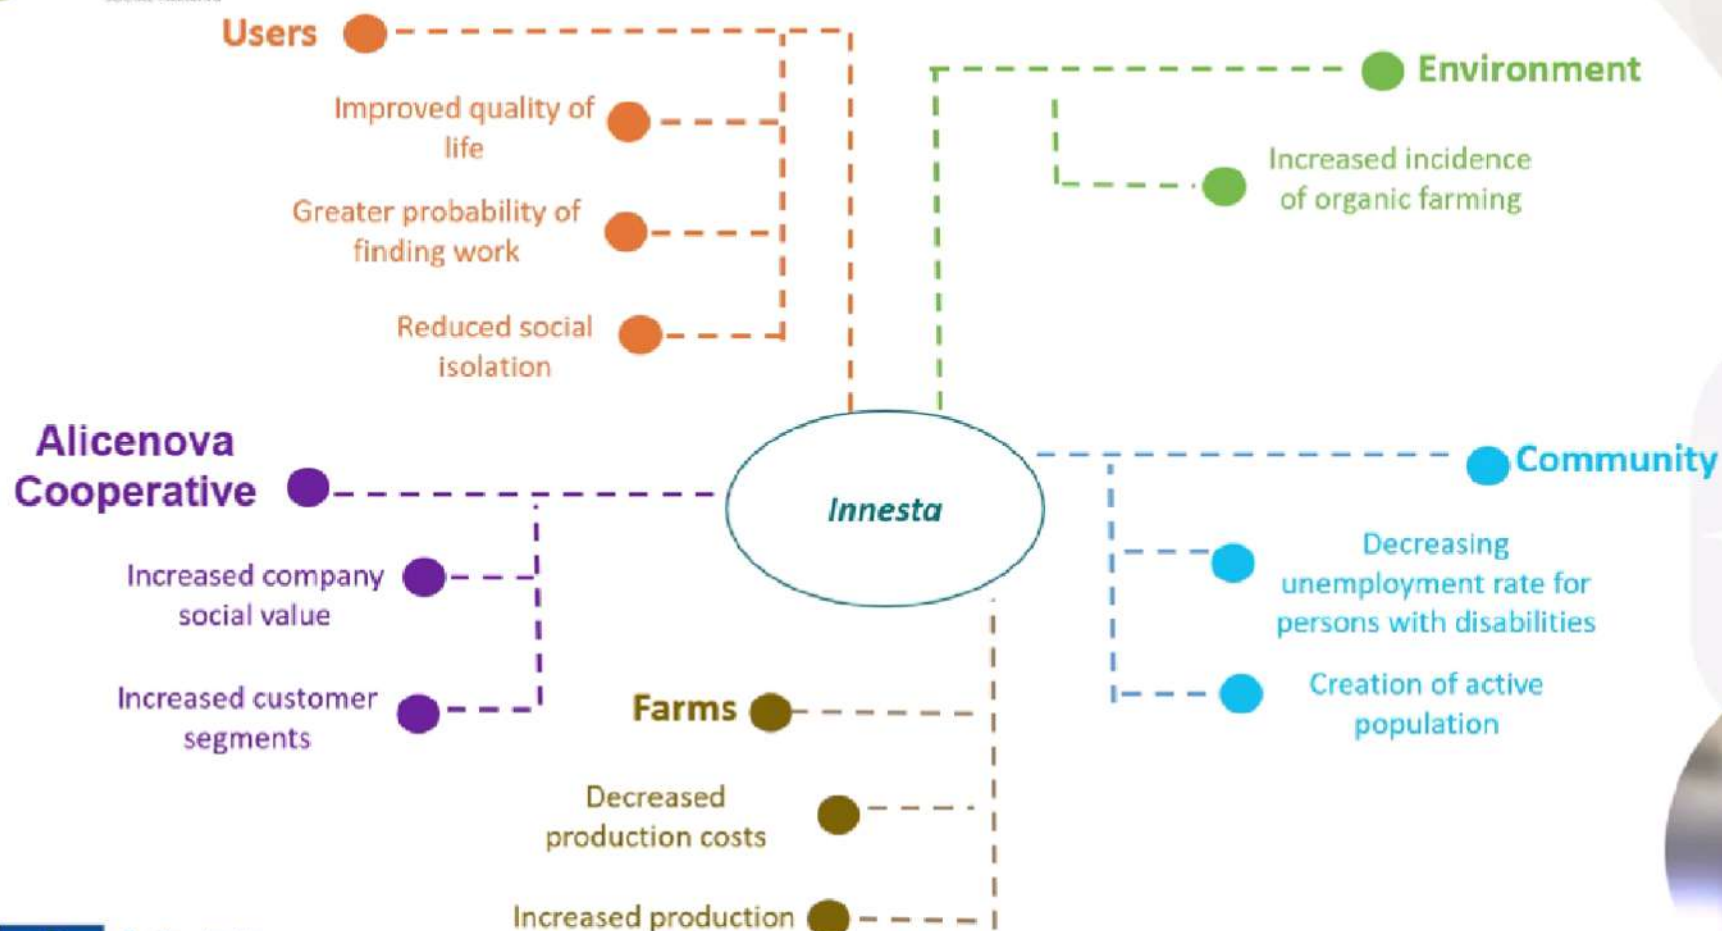 Users
Improved quality of
life
Greater probability of
finding work
Reduced social
isolation
Environment
Increased incidence
of organic farming
Alicenova
Cooperative
Increased company
social value
Increased customer
segments
Innesta
Community
Decreasing
unemployment rate for
persons with disabilities
Creation of active
population
Farms
Decreased
production costs
Increased production